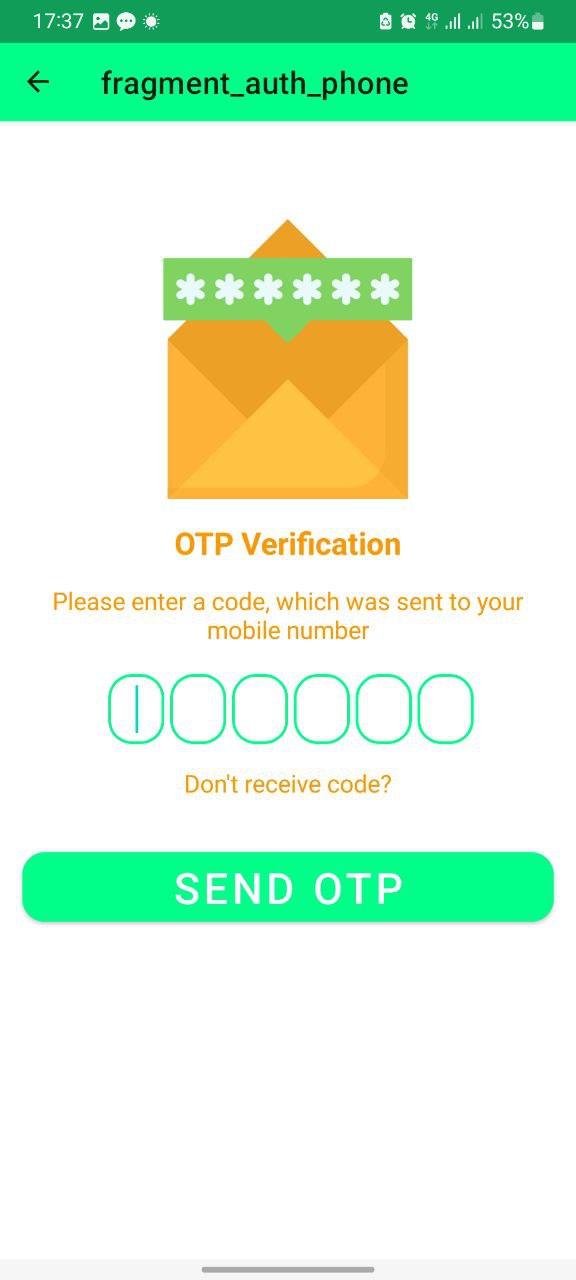 17:37
4G
53%
fragment_auth_phone
******
OTP Verification
Please enter a code, which was sent to your
mobile number
Don't receive code?
SEND OTP